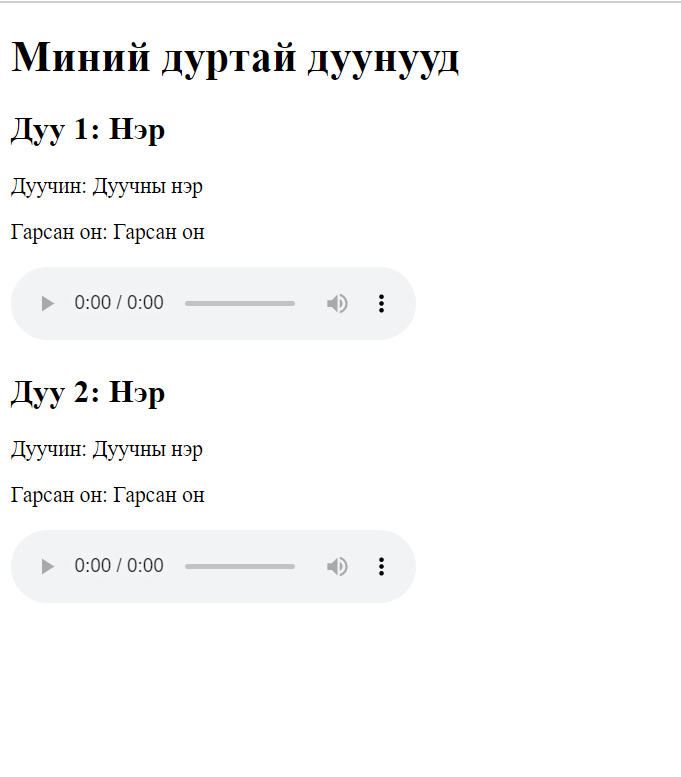 Миний дуртай дуунууд
Дуу 1: Нэр
Дуучин: Дуучны нэр
Гарсан он: Гарсан он
0:00 / 0:00
Дуу 2: Нэр
Дуучин: Дуучны нэр
Гарсан он: Гарсан он
0:00 / 0:00